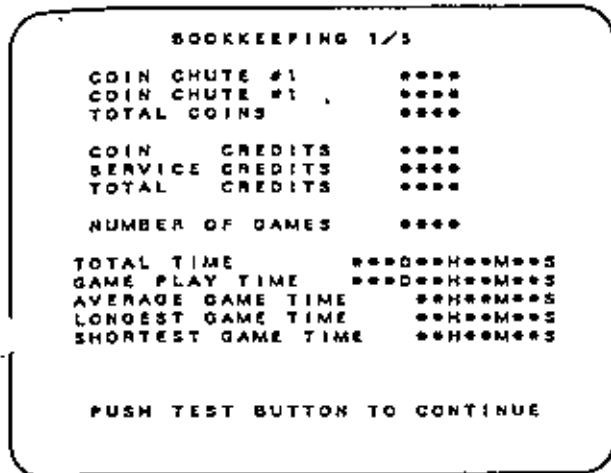 BOOKKEEPING 1/5
COIN CHUTE #1 ****
COIN CHUTE #1 ****
TOTAL COINS ****
COIN CREDITS ****
SERVICE CREDITS ****
TOTAL CREDITS ****
NUMBER OF GAMES ****
TOTAL TIME ***D**H**M**S
GAME PLAY TIME ***D**H**M**S
AVERAGE GAME TIME **H**M**S
LONGEST GAME TIME **H**M**S
SHORTEST GAME TIME **H**M**S
PUSH TEST BUTTON TO CONTINUE